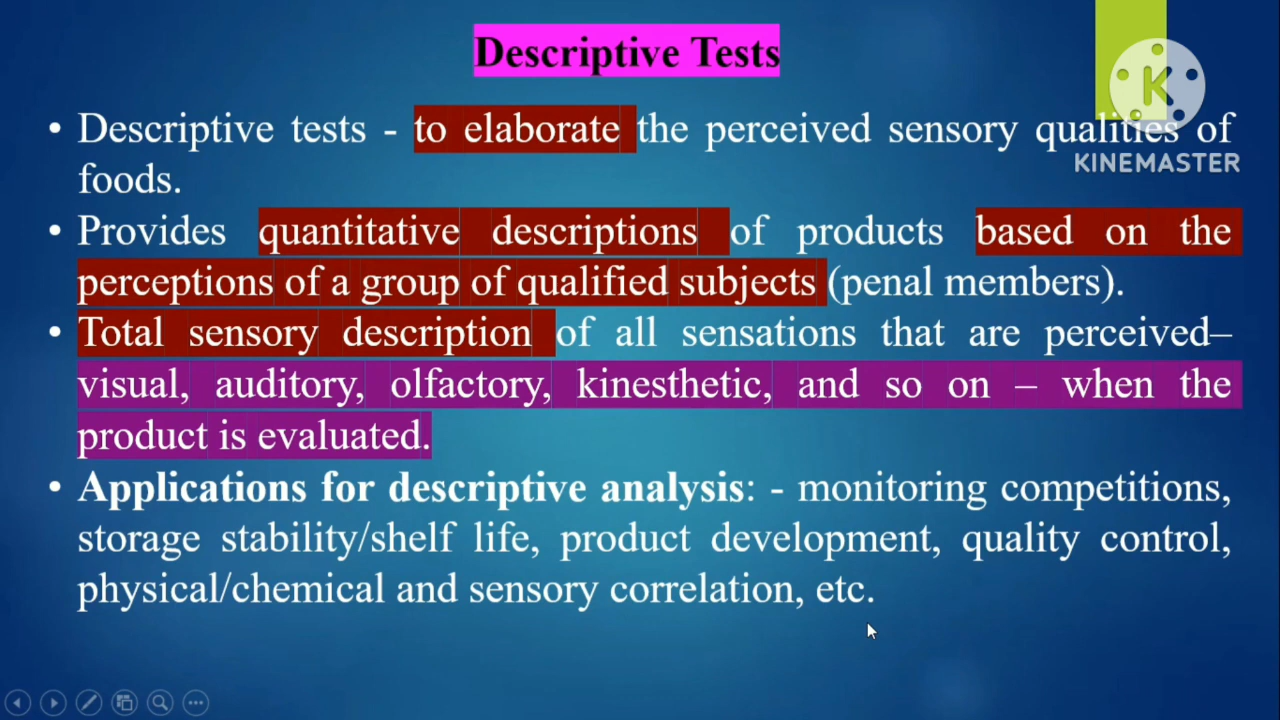 Descriptive Tests
• Descriptive tests - to elaborate the perceived sensory qualities of
foods.
• Provides quantitative descriptions of products based on the
perceptions of a group of qualified subjects (penal members).
• Total sensory description of all sensations that are perceived–
visual, auditory, olfactory, kinesthetic, and so on – when the
product is evaluated.
• Applications for descriptive analysis: - monitoring competitions,
storage stability/shelf life, product development, quality control,
physical/chemical and sensory correlation, etc.
K
KINEMASTER